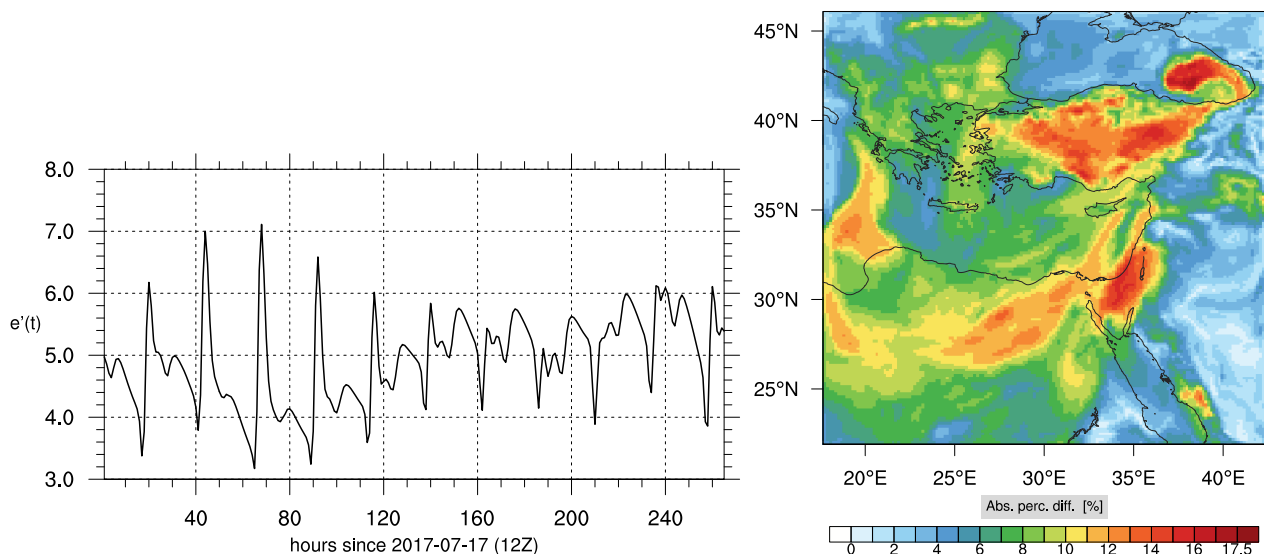 8.0
7.0
6.0
5.0
4.0
3.0
e'(t)
40 80 120 160 200 240
hours since 2017-07-17 (12Z)
45°N
40°N
35°N
30°N
25°N
20°E 25°E 30°E 35°E 40°E
Abs. perc. diff. [%]
0 2 4 6 8 10 12 14 16 17.5